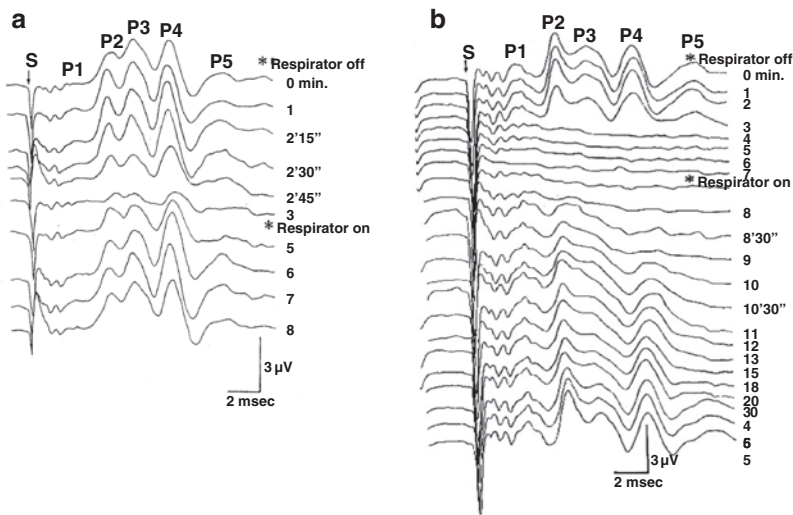 a
S
P1
P2
P3
P4
P5
* Respirator off
0 min.
1
2'15”
2'30”
2'45”
3
* Respirator on
5
6
7
8
3 µV
2 msec
b
S
P1
P2
P3
P4
P5
* Respirator off
0 min.
1
2
3
4
5
6
7
* Respirator on
8
8'30”
9
10
10'30”
11
12
13
15
18
20
30
4
6
5
3 µV
2 msec